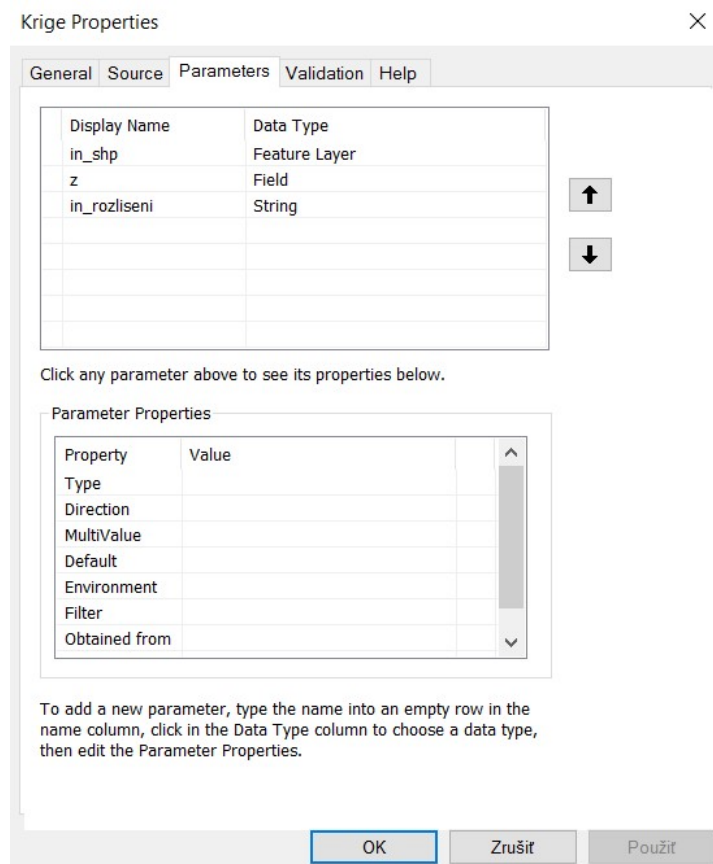 Krige Properties
General Source Parameters Validation Help
Display Name Data Type
in_shp Feature Layer
z Field
in_rozliseni String
Click any parameter above to see its properties below.
Parameter Properties
Property Value
Type
Direction
MultiValue
Default
Environment
Filter
Obtained from
To add a new parameter, type the name into an empty row in the
name column, click in the Data Type column to choose a data type,
then edit the Parameter Properties.
OK Zrušiť Použiť